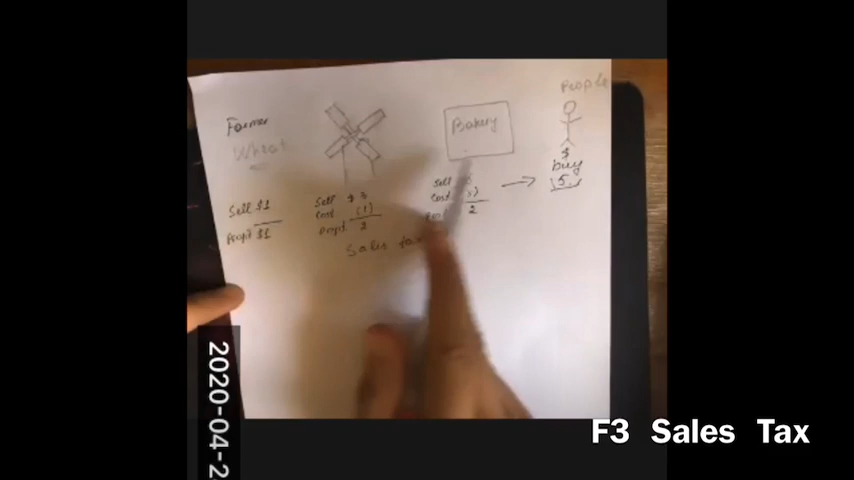 People
Farmer
Wheat
Bakery
$
buy
5
Sell $1
Profit $1
Sell $3
Cost (1)
Profit 2
Sell
Cost
2
Sales tax
2020-04-2
F3 Sales Tax